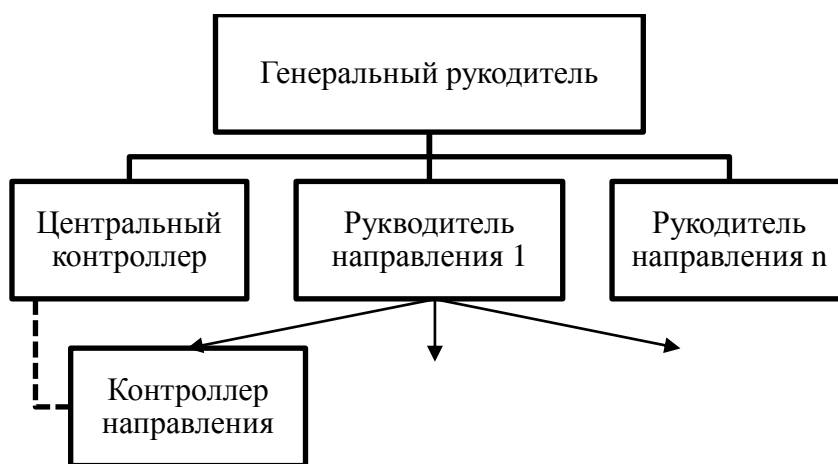 Генеральный рукодитель
Центральный
контроллер
Рукводитель
направления 1
Рукодитель
направления n
Контроллер
направления